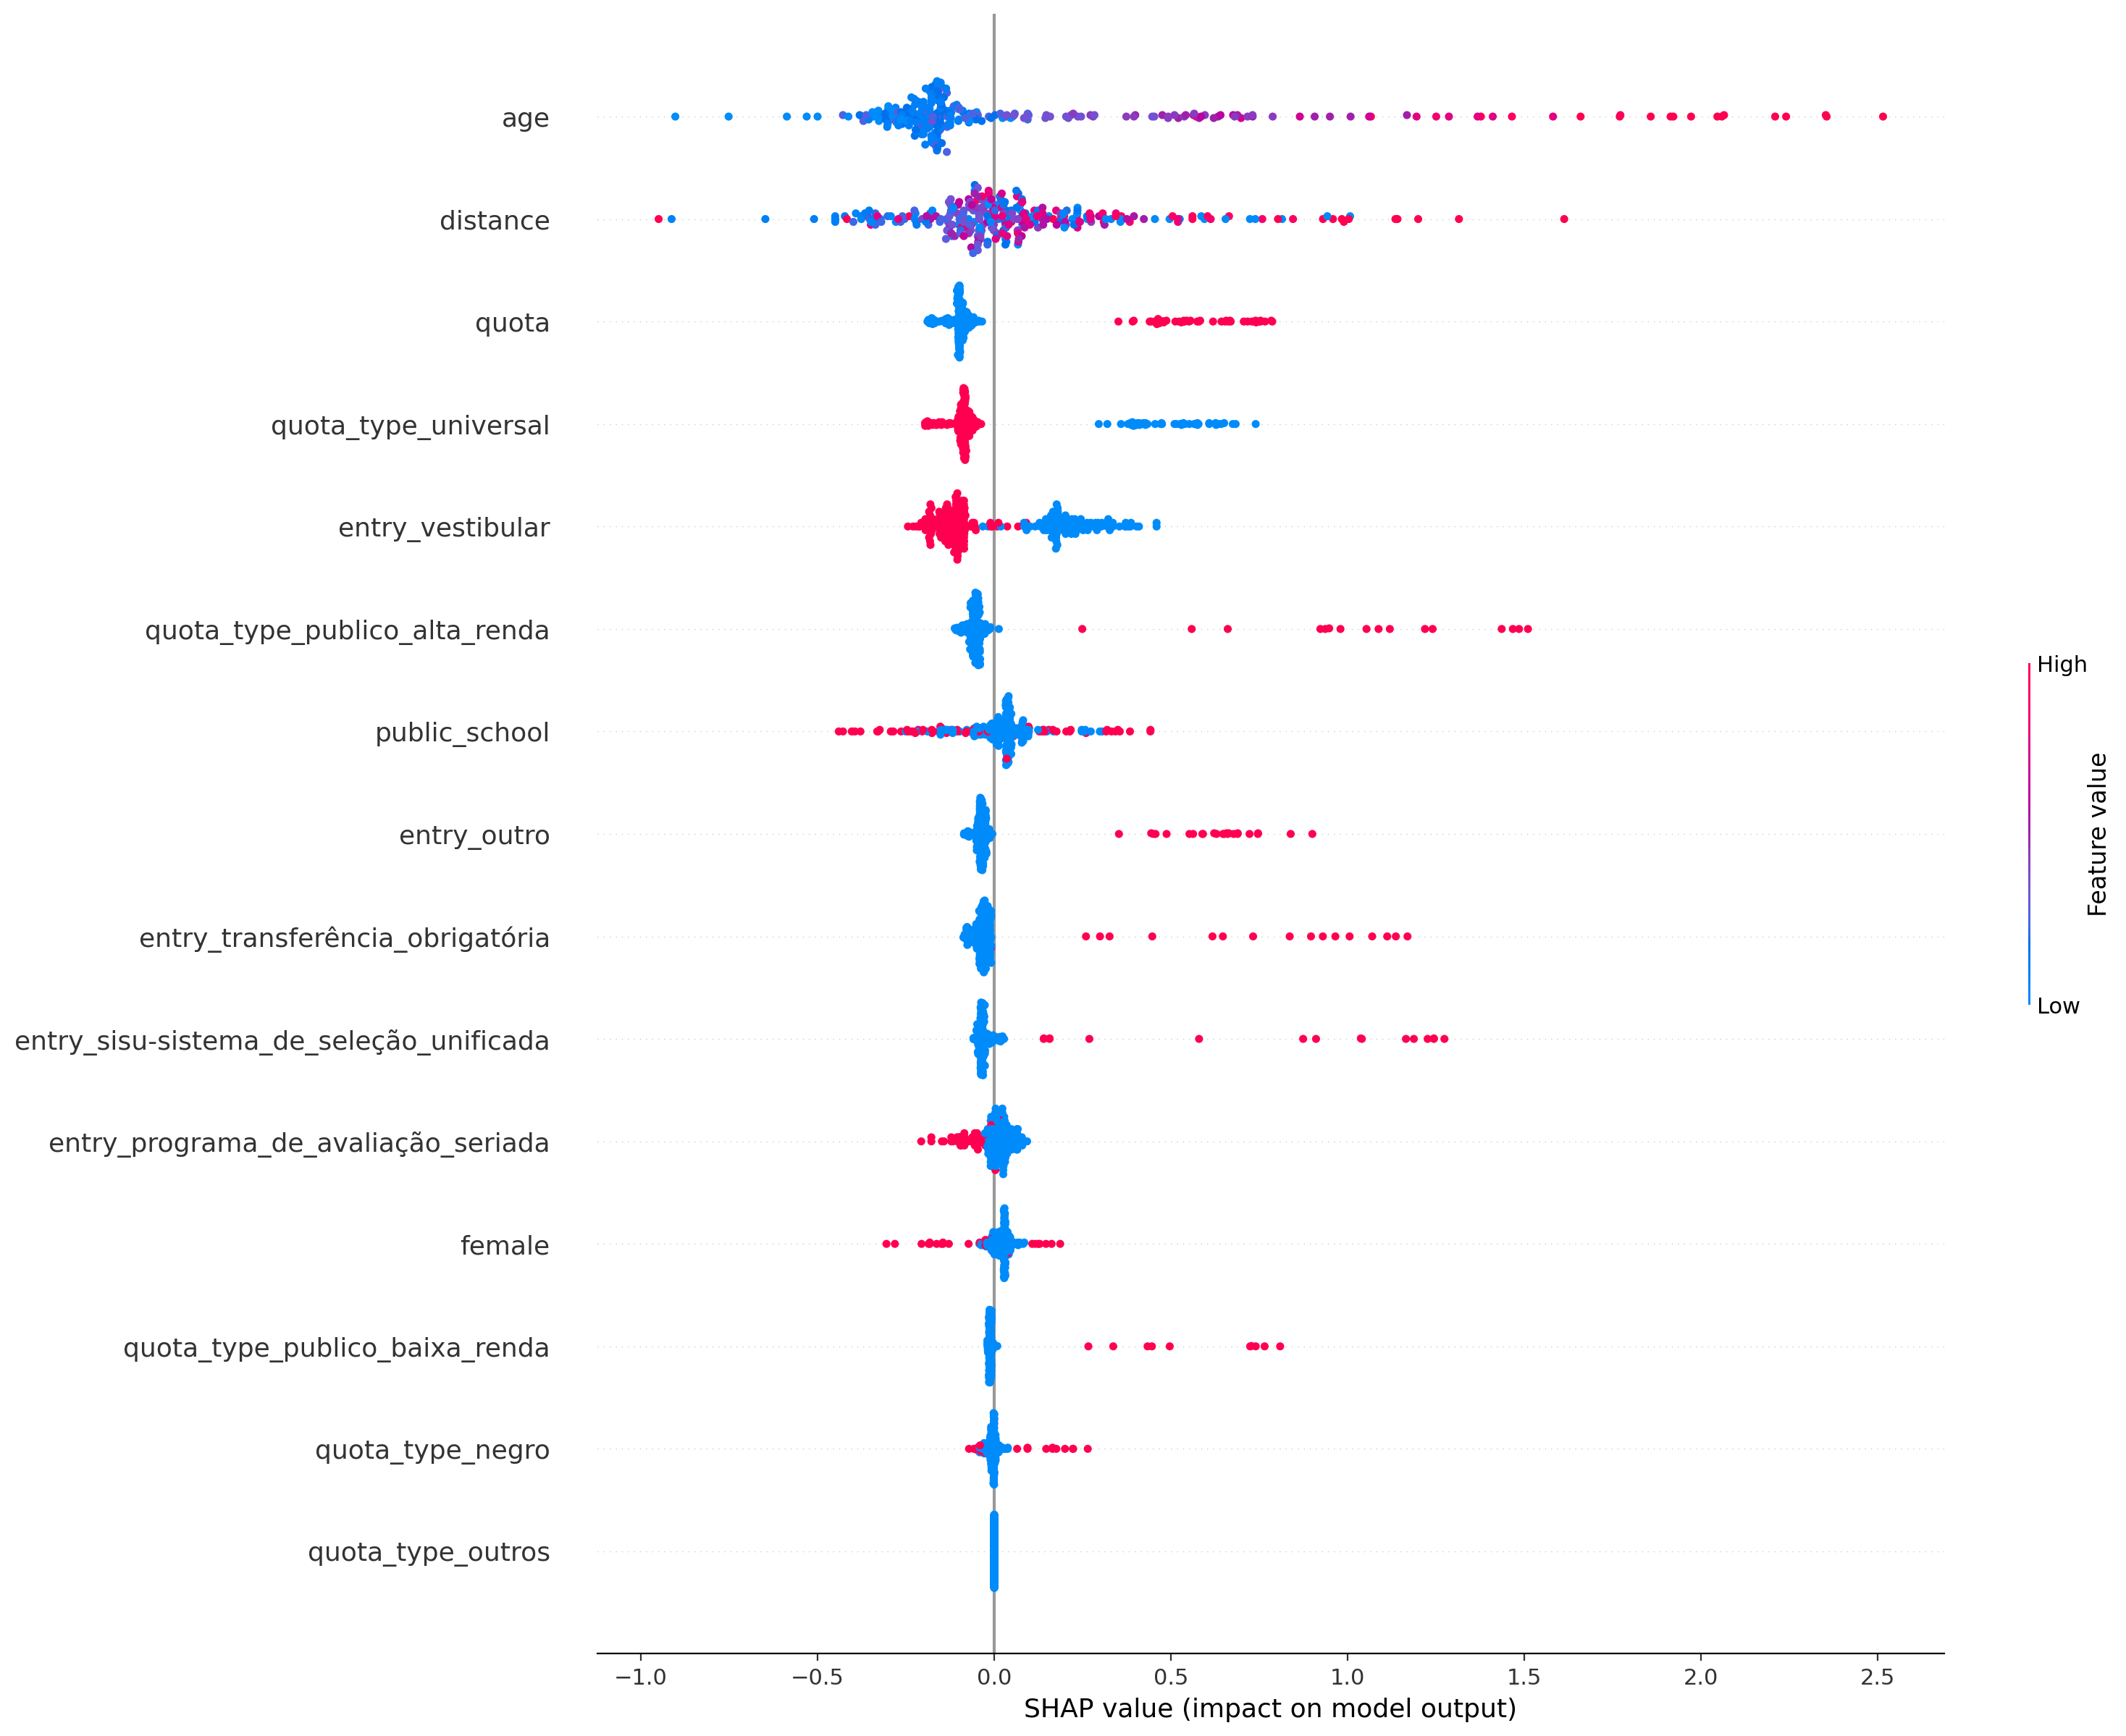 age
distance
quota
quota_type_universal
entry_vestibular
quota_type_publico_alta_renda
public_school
entry_outro
entry_transferência_obrigatória
entry_sisu-sistema_de_seleção_unificada
entry_programa_de_avaliação_seriada
female
quota_type_publico_baixa_renda
quota_type_negro
quota_type_outros
−1.0 −0.5 0.0 0.5 1.0 1.5 2.0 2.5
SHAP value (impact on model output)
High
Feature value
Low